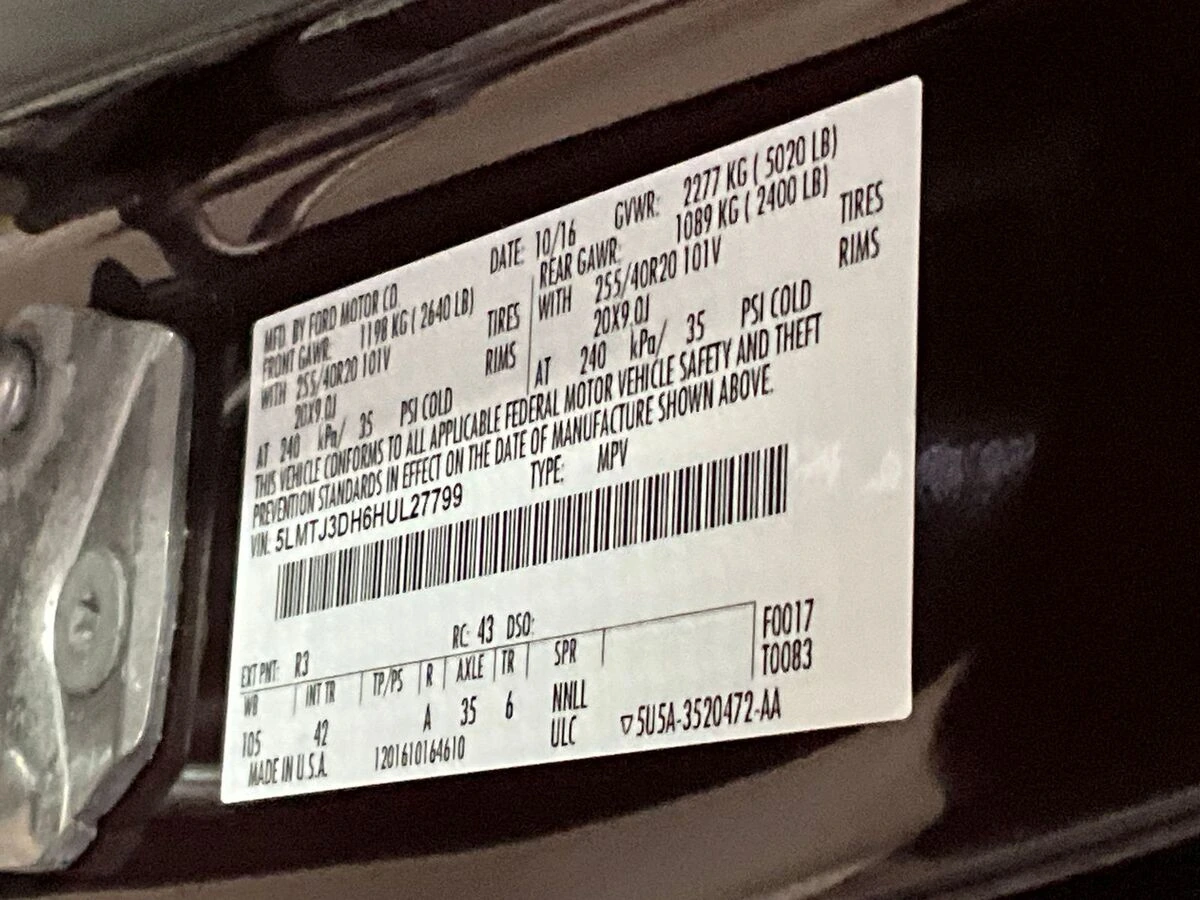 MFD. BY FORD MOTOR CO. DATE: 10/16 GVWR: 2277 KG ( 5020 LB)
FRONT GAWR: 1198 KG ( 2640 LB) REAR GAWR: 1089 KG ( 2400 LB)
WITH 255/40R20 101V TIRES WITH 255/40R20 101V TIRES
20X9.0J RIMS 20X9.0J RIMS
AT 240 kPa/ 35 PSI COLD AT 240 kPa/ 35 PSI COLD
THIS VEHICLE CONFORMS TO ALL APPLICABLE FEDERAL MOTOR VEHICLE SAFETY AND THEFT
PREVENTION STANDARDS IN EFFECT ON THE DATE OF MANUFACTURE SHOWN ABOVE.
VIN: 5LMTJ3DH6HUL27799 TYPE: MPV
EXT PNT: R3 RC: 43 DSO: F0017
WB INT TR TP/PS R AXLE TR SPR T0083
105 42 A 35 6 NNLL
MADE IN U.S.A. 1201610164610 ULC ▽5U5A-3520472-AA